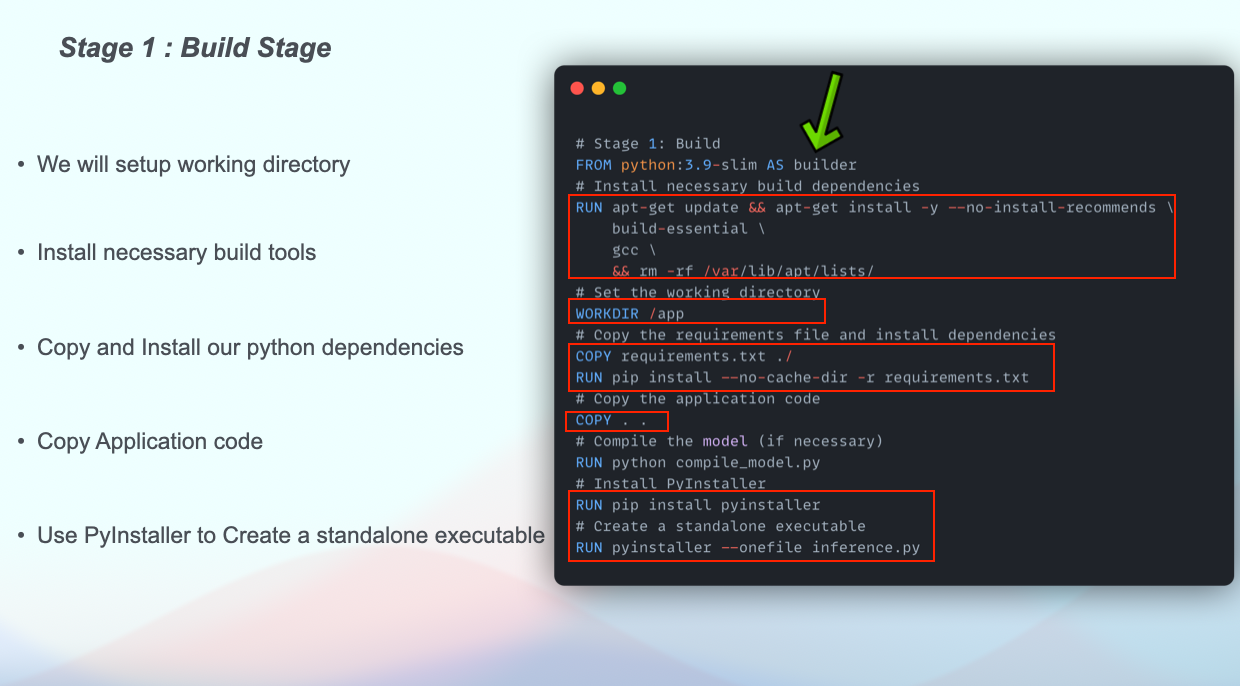 Stage 1 : Build Stage
• We will setup working directory
• Install necessary build tools
• Copy and Install our python dependencies
• Copy Application code
• Use PyInstaller to Create a standalone executable
# Stage 1: Build
FROM python:3.9-slim AS builder
# Install necessary build dependencies
RUN apt-get update && apt-get install -y --no-install-recommends \
    build-essential \
    gcc \
    && rm -rf /var/lib/apt/lists/
# Set the working directory
WORKDIR /app
# Copy the requirements file and install dependencies
COPY requirements.txt ./
RUN pip install --no-cache-dir -r requirements.txt
# Copy the application code
COPY . .
# Compile the model (if necessary)
RUN python compile_model.py
# Install PyInstaller
RUN pip install pyinstaller
# Create a standalone executable
RUN pyinstaller --onefile inference.py